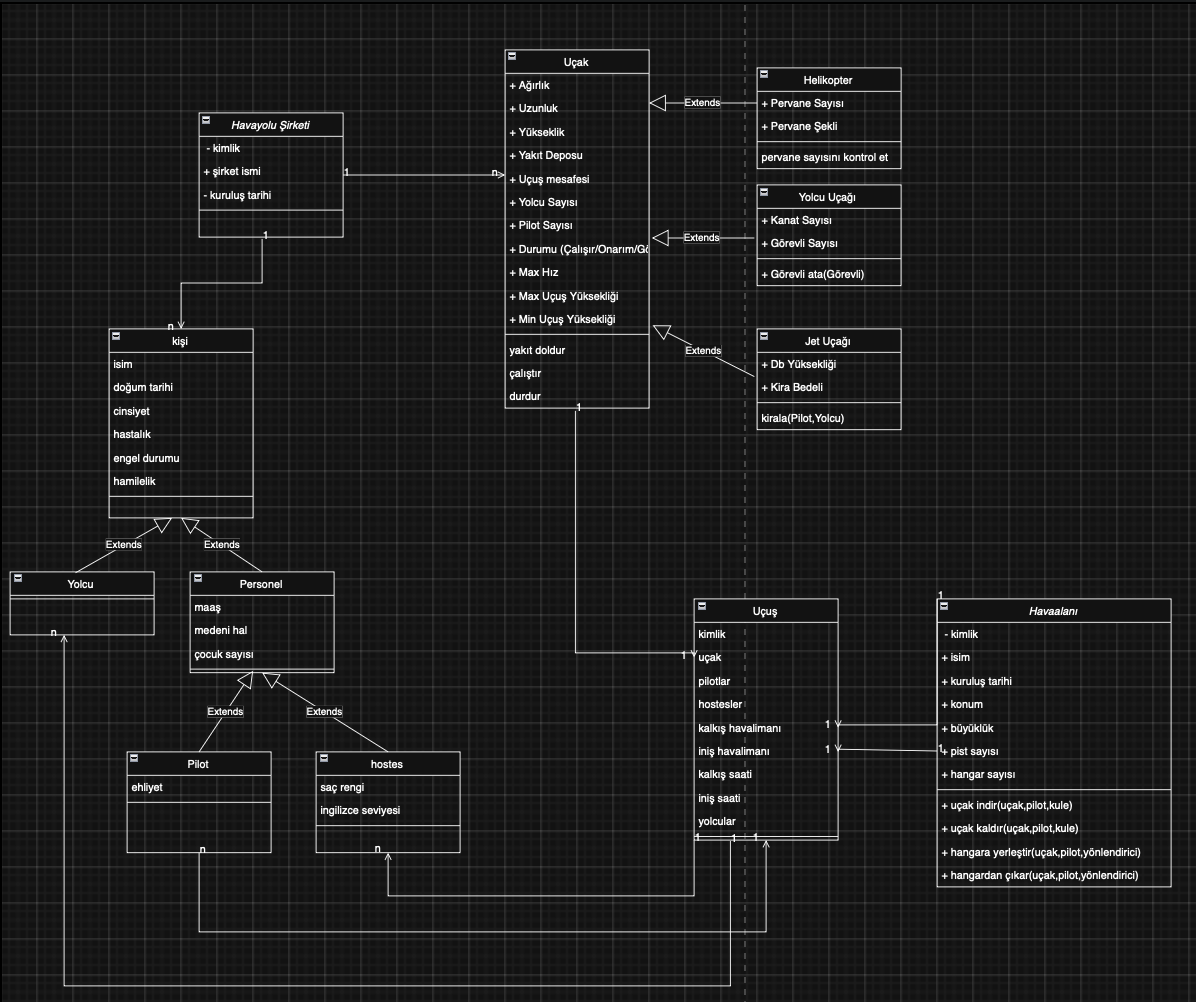 Havayolu Şirketi
- kimlik
+ şirket ismi
- kuruluş tarihi
1
n
1
n
Uçak
+ Ağırlık
+ Uzunluk
+ Yükseklik
+ Yakıt Deposu
+ Uçuş mesafesi
+ Yolcu Sayısı
+ Pilot Sayısı
+ Durumu (Çalışır/Onarım/Gö
+ Max Hız
+ Max Uçuş Yüksekliği
+ Min Uçuş Yüksekliği
yakıt doldur
çalıştır
durdur
1
Extends
Helikopter
+ Pervane Sayısı
+ Pervane Şekli
pervane sayısını kontrol et
Extends
Yolcu Uçağı
+ Kanat Sayısı
+ Görevli Sayısı
+ Görevli ata(Görevli)
Extends
Jet Uçağı
+ Db Yüksekliği
+ Kira Bedeli
kirala(Pilot,Yolcu)
kişi
isim
doğum tarihi
cinsiyet
hastalık
engel durumu
hamilelik
Extends
Extends
Yolcu
n
Personel
maaş
medeni hal
çocuk sayısı
Extends
Extends
Pilot
ehliyet
n
hostes
saç rengi
ingilizce seviyesi
n
Uçuş
kimlik
1
uçak
pilotlar
hostesler
kalkış havalimanı
1
iniş havalimanı
1
kalkış saati
iniş saati
yolcular
1
1
1
1
Havaalanı
- kimlik
+ isim
+ kuruluş tarihi
+ konum
+ büyüklük
1
+ pist sayısı
+ hangar sayısı
+ uçak indir(uçak,pilot,kule)
+ uçak kaldır(uçak,pilot,kule)
+ hangara yerleştir(uçak,pilot,yönlendirici)
+ hangardan çıkar(uçak,pilot,yönlendirici)